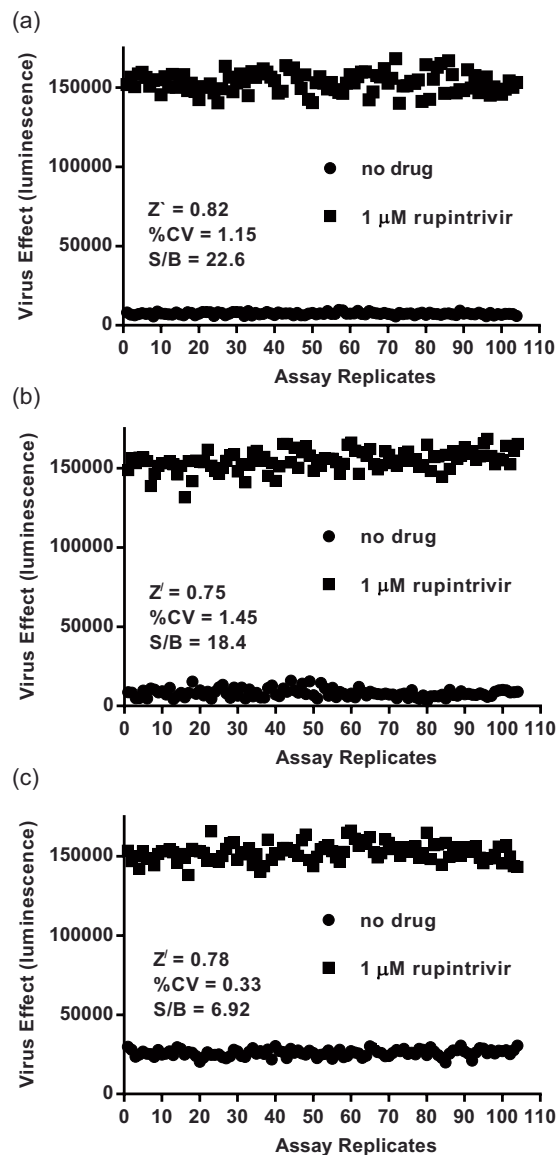 (a)
Virus Effect (luminescence)
150000
100000
50000
0
no drug
1 μM rupintrivir
Z` = 0.82
%CV = 1.15
S/B = 22.6
0 10 20 30 40 50 60 70 80 90 100 110
Assay Replicates
(b)
Virus Effect (luminescence)
150000
100000
50000
0
no drug
1 μM rupintrivir
Z/ = 0.75
%CV = 1.45
S/B = 18.4
0 10 20 30 40 50 60 70 80 90 100 110
Assay Replicates
(c)
Virus Effect (luminescence)
150000
100000
50000
0
no drug
1 μM rupintrivir
Z/ = 0.78
%CV = 0.33
S/B = 6.92
0 10 20 30 40 50 60 70 80 90 100 110
Assay Replicates